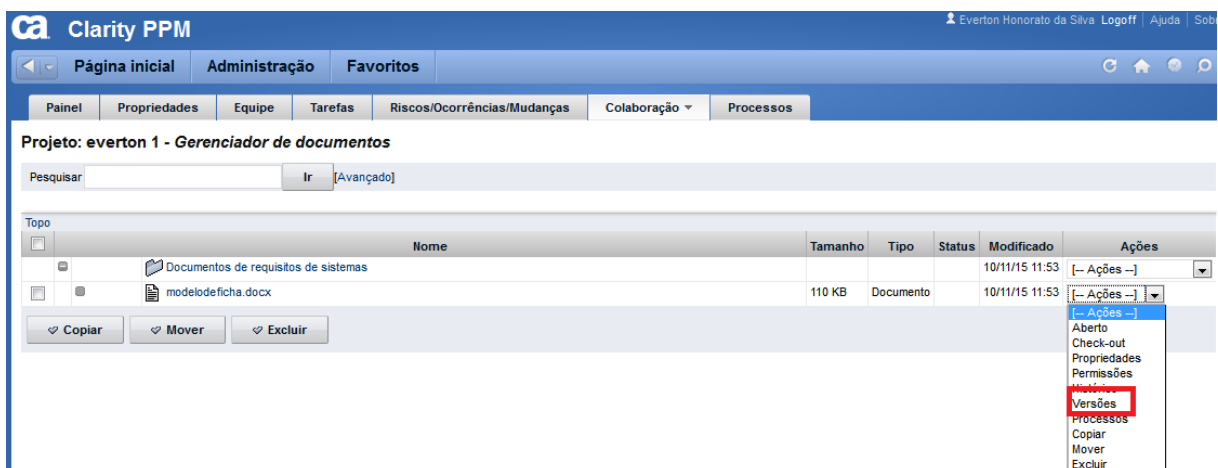 ca Clarity PPM
Everton Honorato da Silva Logoff Ajuda Sob
Página inicial Administração Favoritos
Painel Propriedades Equipe Tarefas Riscos/Ocorrências/Mudanças Colaboração Processos
Projeto: everton 1 - Gerenciador de documentos
Pesquisar Ir [Avançado]
Topo
Nome Tamanho Tipo Status Modificado Ações
Documentos de requisitos de sistemas 10/11/15 11:53 [-- Ações --]
modelodeficha.docx 110 KB Documento 10/11/15 11:53 [-- Ações --]
Copiar Mover Excluir
[-- Ações --]
Aberto
Check-out
Propriedades
Permissões
Histórico
Versões
Processos
Copiar
Mover
Excluir